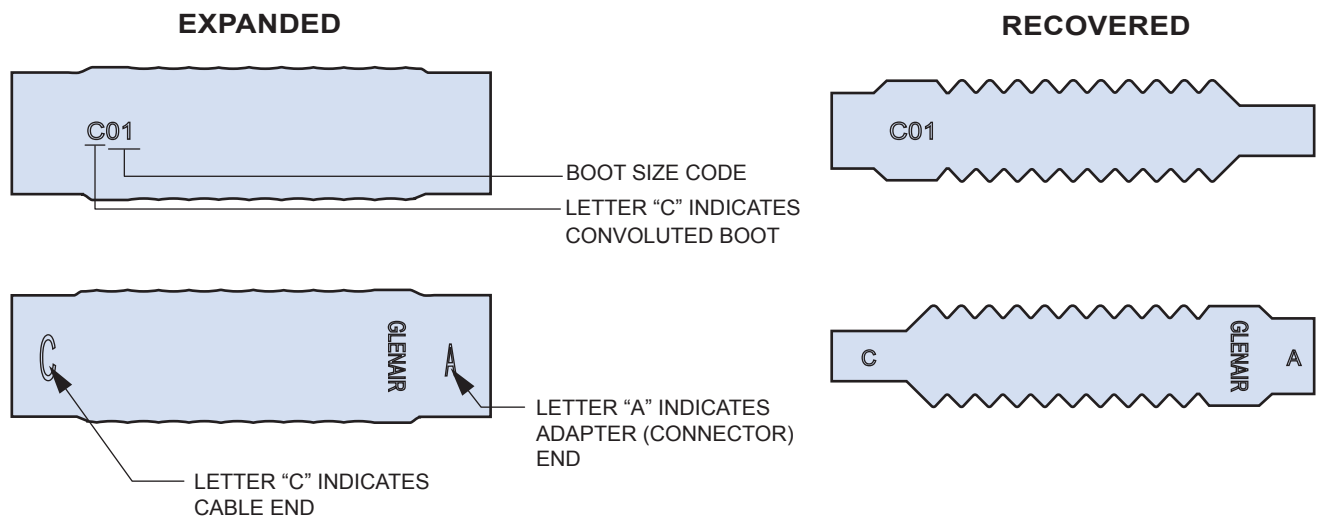 EXPANDED
RECOVERED
C01
C01
BOOT SIZE CODE
LETTER “C” INDICATES
CONVOLUTED BOOT
C
GLENAIR
A
C
GLENAIR
A
LETTER “A” INDICATES
ADAPTER (CONNECTOR)
END
LETTER “C” INDICATES
CABLE END